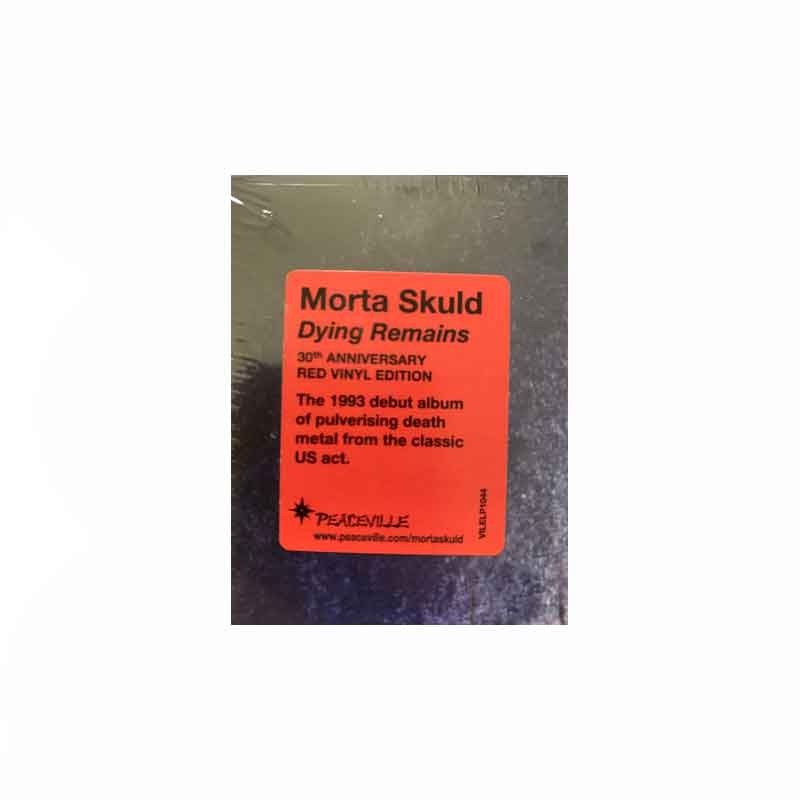 Morta Skuld
Dying Remains
30th ANNIVERSARY
RED VINYL EDITION
The 1993 debut album
of pulverising death
metal from the classic
US act.
PEACEVILLE
www.peaceville.com/mortaskuld
VILELP1044